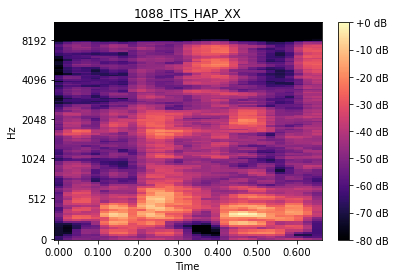 1088_ITS_HAP_XX
8192
4096
2048
1024
512
0
Hz
0.000 0.100 0.200 0.300 0.400 0.500 0.600
Time
+0 dB
-10 dB
-20 dB
-30 dB
-40 dB
-50 dB
-60 dB
-70 dB
-80 dB